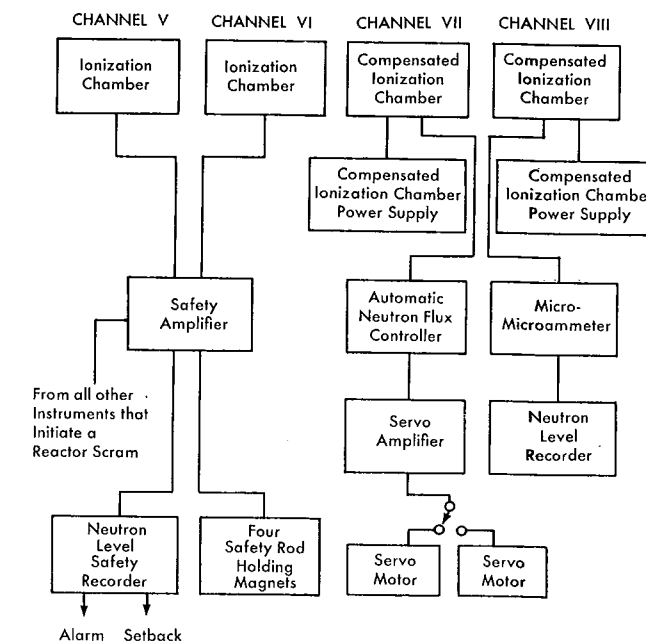 CHANNEL V
CHANNEL VI
CHANNEL VII
CHANNEL VIII
Ionization
Chamber
Ionization
Chamber
Compensated
Ionization
Chamber
Compensated
Ionization
Chamber
Compensated
Ionization Chamber
Power Supply
Compensated
Ionization Chambe
Power Supply
Safety
Amplifier
Automatic
Neutron Flux
Controller
Micro-
Microammeter
From all other
Instruments that
Initiate a
Reactor Scram
Servo
Amplifier
Neutron
Level
Recorder
Neutron
Level
Safety
Recorder
Four
Safety Rod
Holding
Magnets
Servo
Motor
Servo
Motor
Alarm
Setback